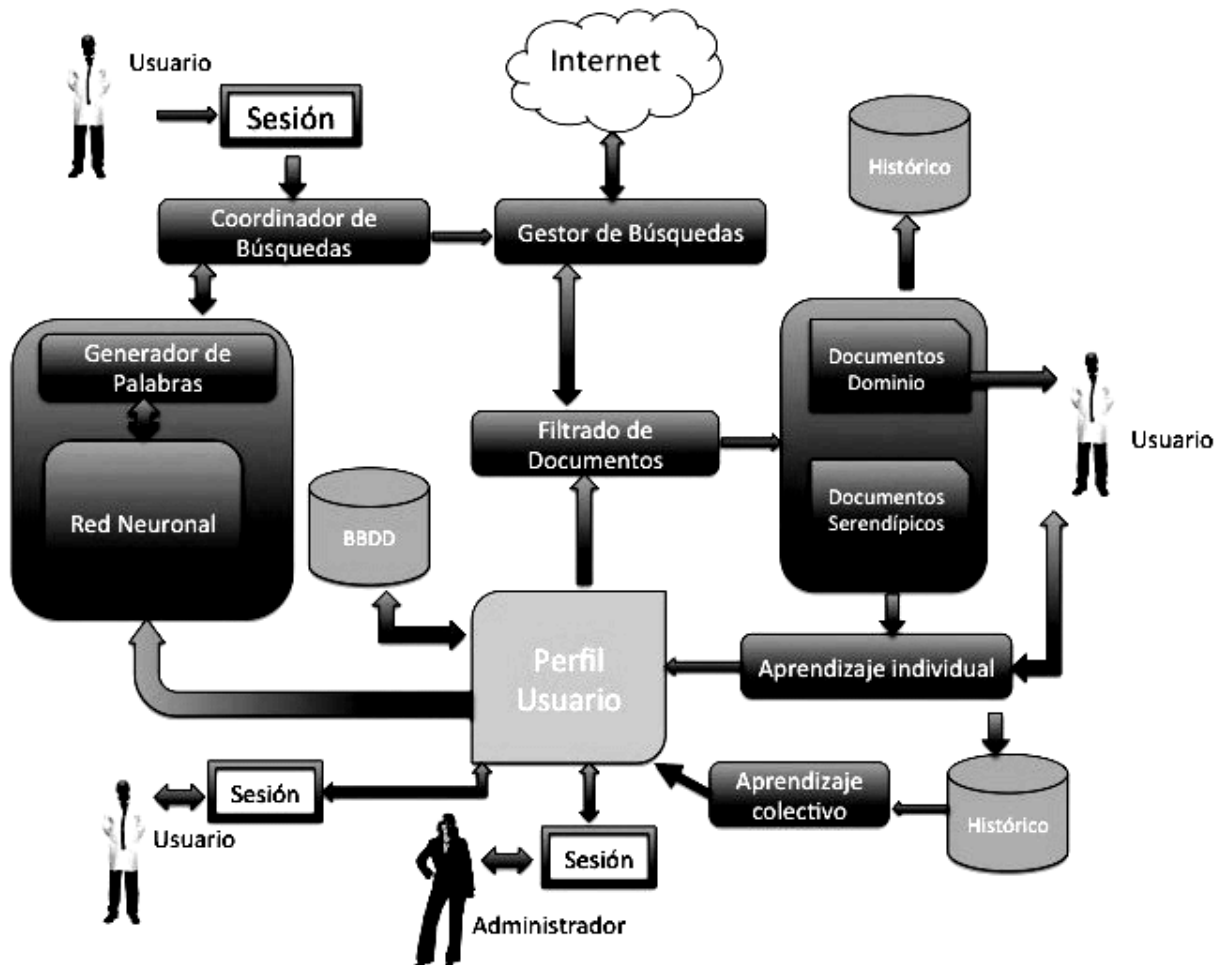 Usuario
Sesión
Internet
Histórico
Coordinador de
Búsquedas
Gestor de Búsquedas
Generador de
Palabras
Red Neuronal
Filtrado de
Documentos
Documentos
Dominio
Documentos
Serendípicos
Usuario
BBDD
Perfil
Usuario
Aprendizaje individual
Sesión
Usuario
Sesión
Administrador
Aprendizaje
colectivo
Histórico